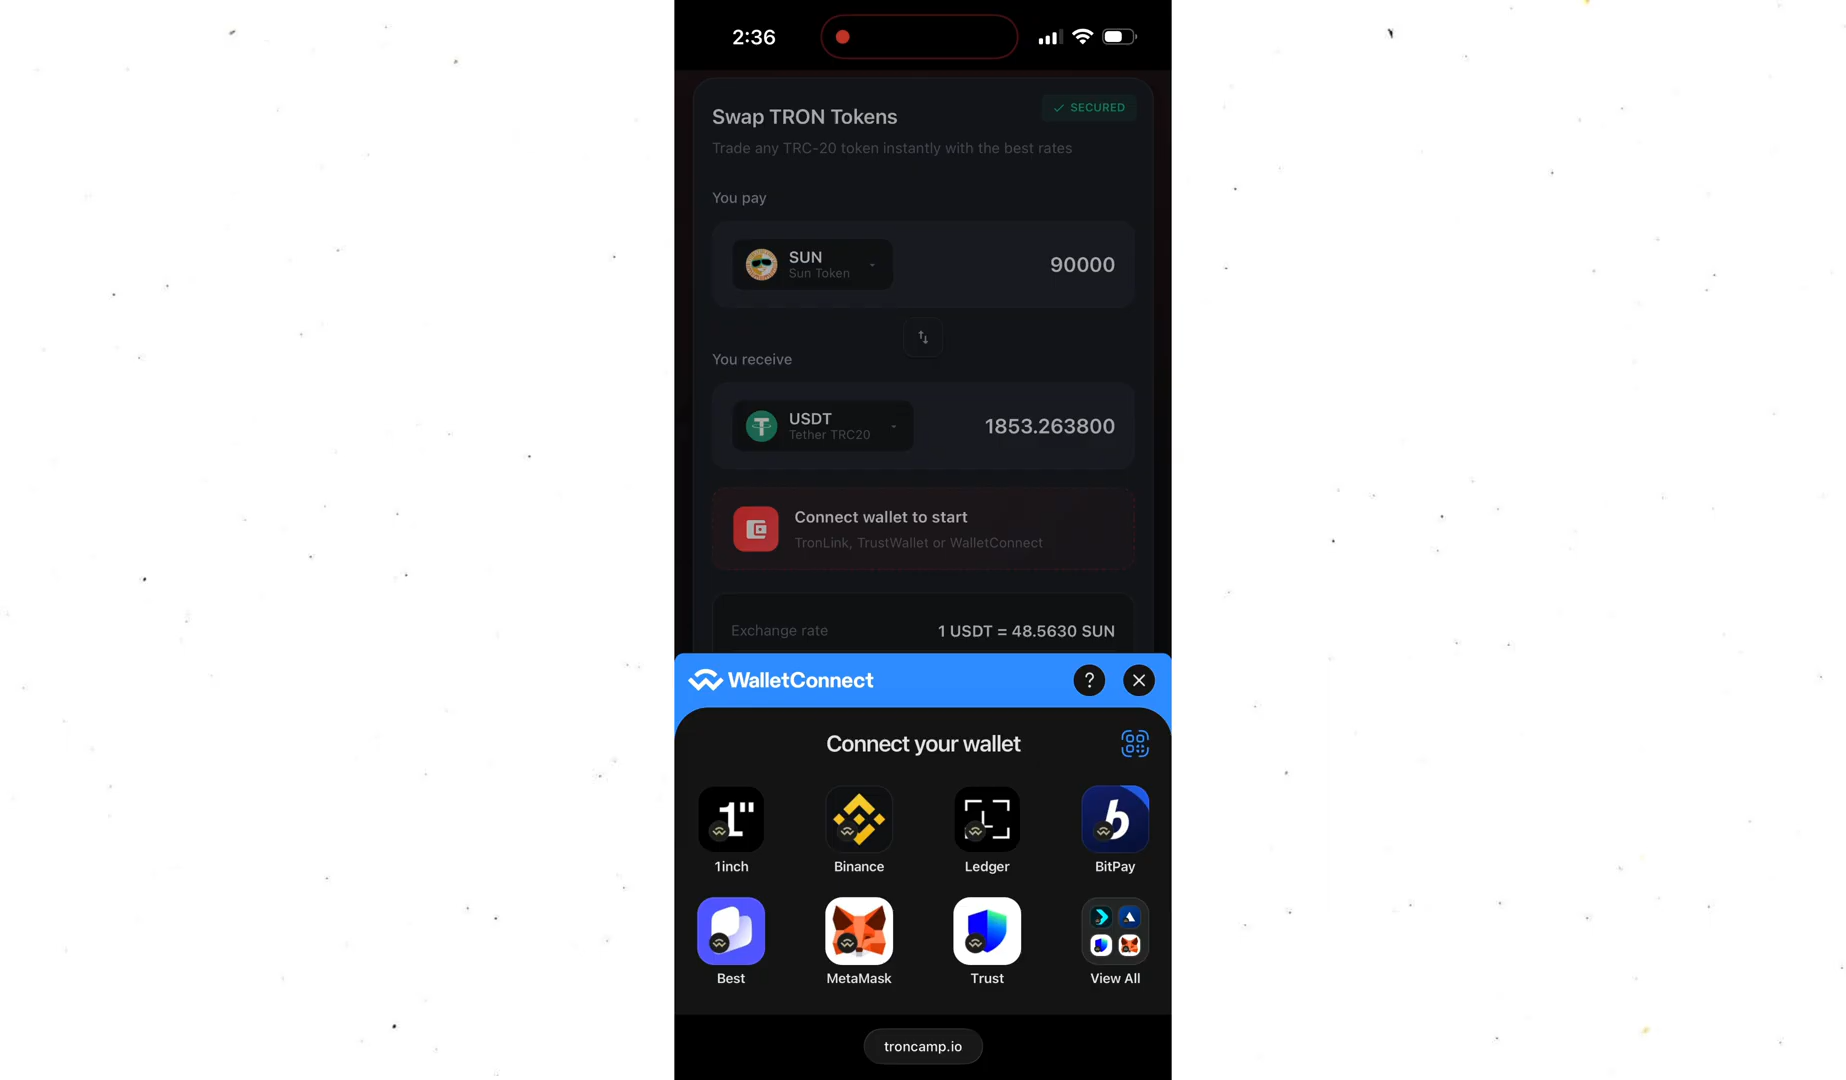 2:36
Swap TRON Tokens
SECURED
Trade any TRC-20 token instantly with the best rates
You pay
SUN
Sun Token
90000
You receive
USDT
Tether TRC20
1853.263800
Connect wallet to start
TronLink, TrustWallet or WalletConnect
Exchange rate
1 USDT = 48.5630 SUN
WalletConnect
?
Connect your wallet
1inch
Binance
Ledger
BitPay
Best
MetaMask
Trust
View All
troncamp.io